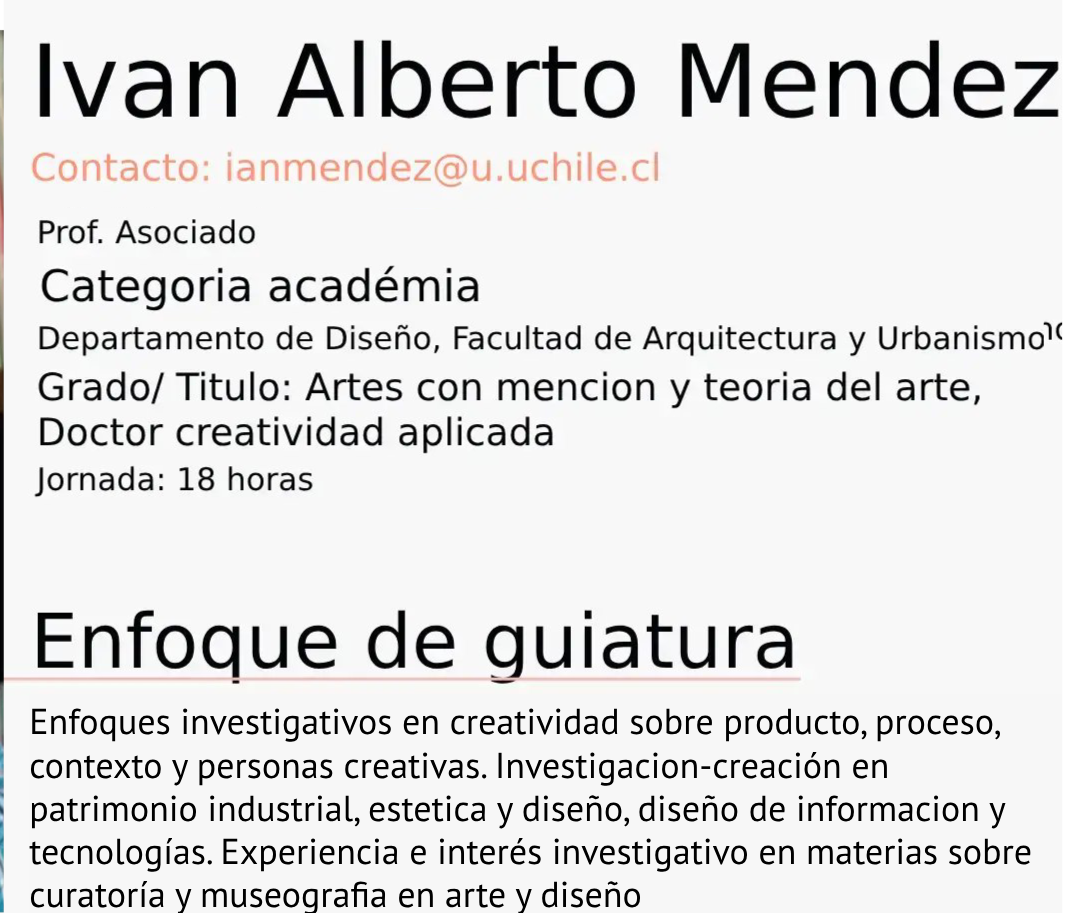 Ivan Alberto Mendez
Contacto: ianmendez@u.uchile.cl
Prof. Asociado
Categoria académia
Departamento de Diseño, Facultad de Arquitectura y Urbanismo
Grado/ Titulo: Artes con mencion y teoria del arte,
Doctor creatividad aplicada
Jornada: 18 horas
Enfoque de guiatura
Enfoques investigativos en creatividad sobre producto, proceso,
contexto y personas creativas. Investigacion-creación en
patrimonio industrial, estetica y diseño, diseño de informacion y
tecnologías. Experiencia e interés investigativo en materias sobre
curatoría y museografia en arte y diseño